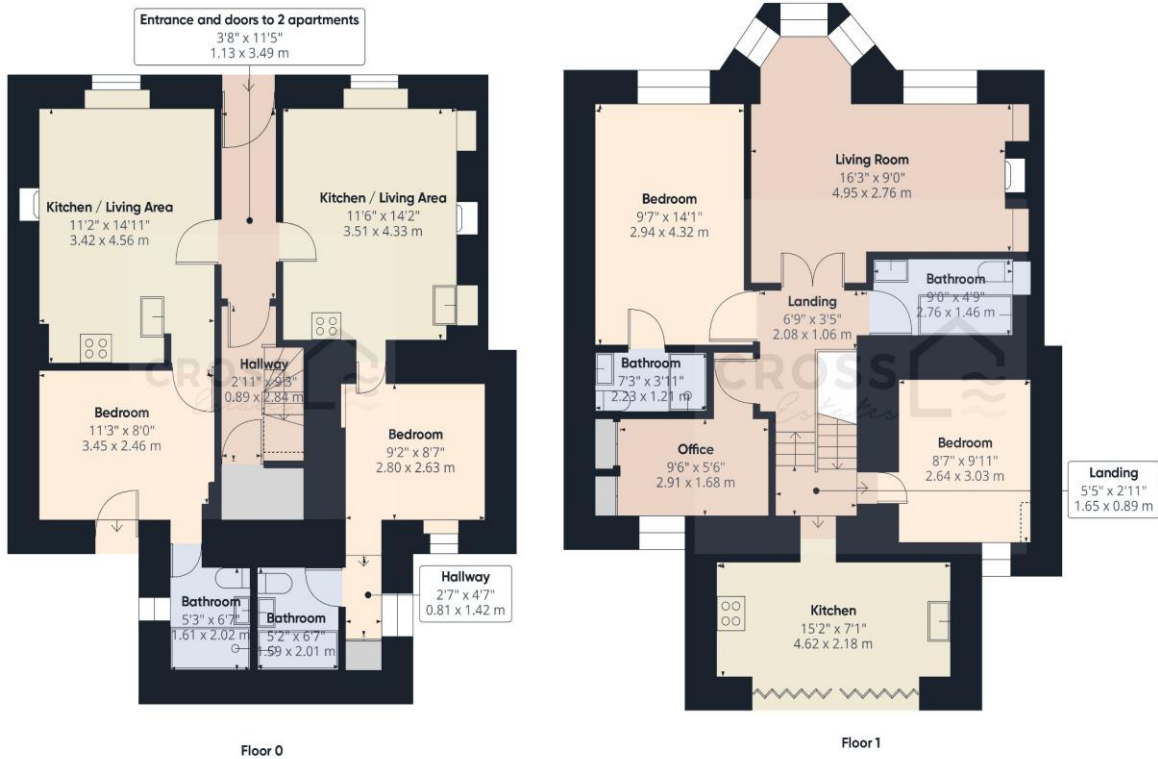 Entrance and doors to 2 apartments
3'8" x 11'5"
1.13 x 3.49 m
Kitchen / Living Area
11'2" x 14'11"
3.42 x 4.56 m
Kitchen / Living Area
11'6" x 14'2"
3.51 x 4.33 m
Hallway
2'11" x 9'3"
0.89 x 2.84 m
Bedroom
11'3" x 8'0"
3.45 x 2.46 m
Bedroom
9'2" x 8'7"
2.80 x 2.63 m
Hallway
2'7" x 4'7"
0.81 x 1.42 m
Bathroom
5'3" x 6'7"
1.61 x 2.02 m
Bathroom
5'2" x 6'7"
1.59 x 2.01 m
Floor 0
Living Room
16'3" x 9'0"
4.95 x 2.76 m
Bedroom
9'7" x 14'1"
2.94 x 4.32 m
Bathroom
9'0" x 4'9"
2.76 x 1.46 m
Landing
6'9" x 3'5"
2.08 x 1.06 m
Bathroom
7'3" x 3'11"
2.23 x 1.21 m
Office
9'6" x 5'6"
2.91 x 1.68 m
Bedroom
8'7" x 9'11"
2.64 x 3.03 m
Landing
5'5" x 2'11"
1.65 x 0.89 m
Kitchen
15'2" x 7'1"
4.62 x 2.18 m
Floor 1
CROSS
Estates
CROSS
Estates